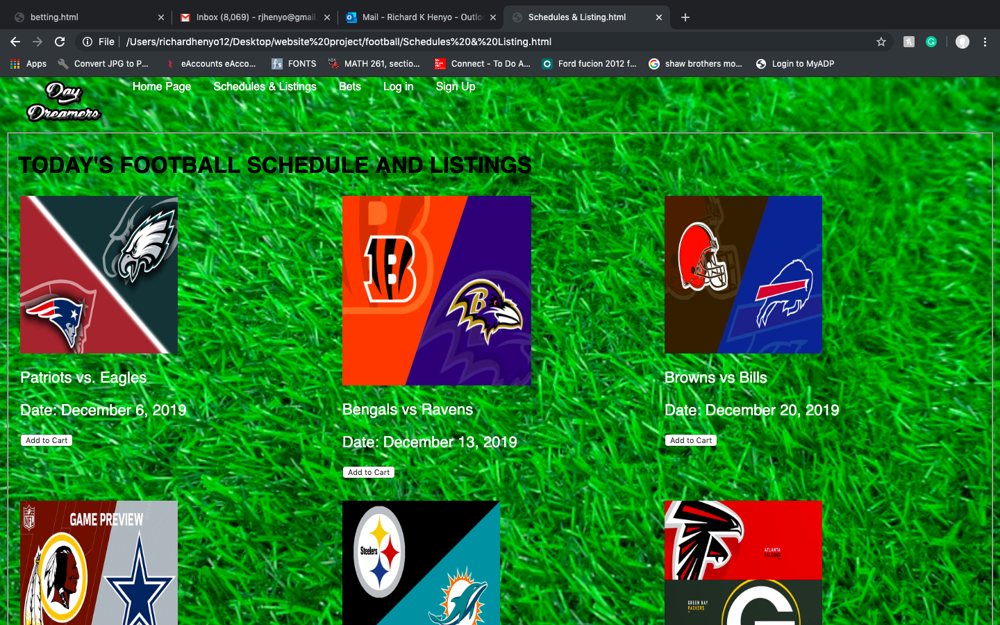 betting.html
Inbox (8,069) - rjhenyo@gmail.
Mail - Richard K Henyo - Outlo
Schedules & Listing.html
File /Users/richardhenyo12/Desktop/website%20project/football/Schedules%20&%20Listing.html
Apps
Convert JPG to P...
eAccounts eAcco...
FONTS
MATH 261, sectio...
Connect - To Do A...
Ford fucion 2012 f...
shaw brothers mo...
Login to MyADP
Day
Dreamers
Home Page
Schedules & Listings
Bets
Log in
Sign Up
TODAY'S FOOTBALL SCHEDULE AND LISTINGS
Patriots vs. Eagles
Date: December 6, 2019
Add to Cart
B
B
Bengals vs Ravens
Date: December 13, 2019
Add to Cart
Browns vs Bills
Date: December 20, 2019
Add to Cart
NFL
GAME PREVIEW
Steelers
ATLANTA
FALCONS
GREEN BAY
PACKERS
G